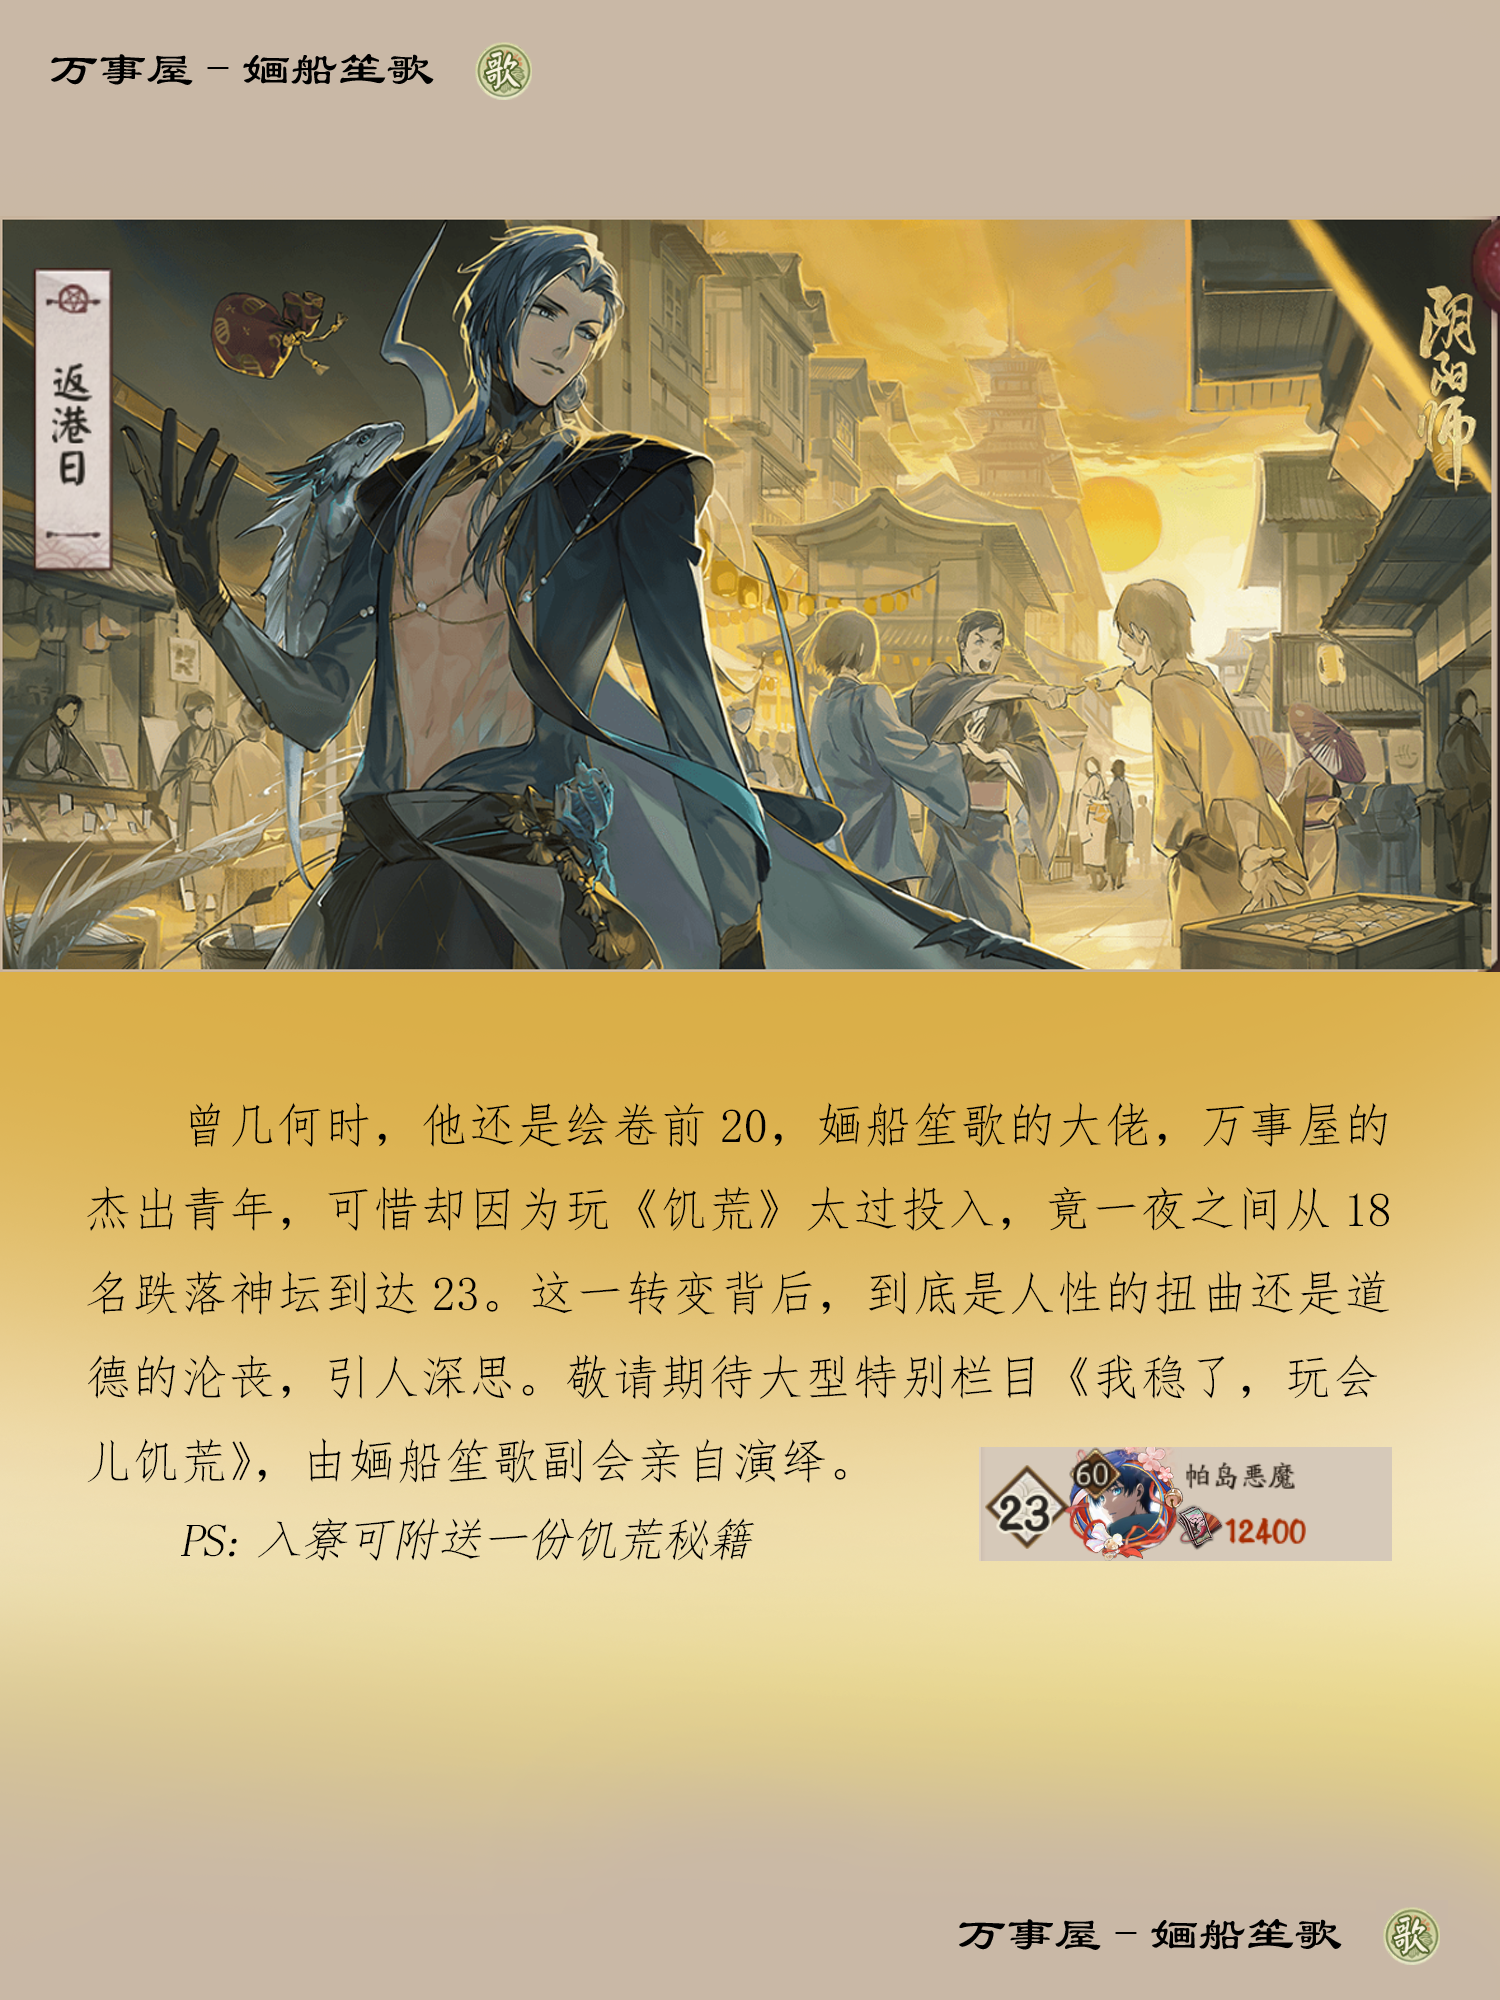 万事屋－婳船笙歌 歌
返港日
阴阳师
曾几何时，他还是绘卷前20，婳船笙歌的大佬，万事屋的
杰出青年，可惜却因为玩《饥荒》太过投入，竟一夜之间从18
名跌落神坛到达23。这一转变背后，到底是人性的扭曲还是道
德的沦丧，引人深思。敬请期待大型特别栏目《我稳了，玩会
儿饥荒》，由婳船笙歌副会亲自演绎。
23 60 帕岛恶魔
12400
PS：入寮可附送一份饥荒秘籍
万事屋－婳船笙歌 歌